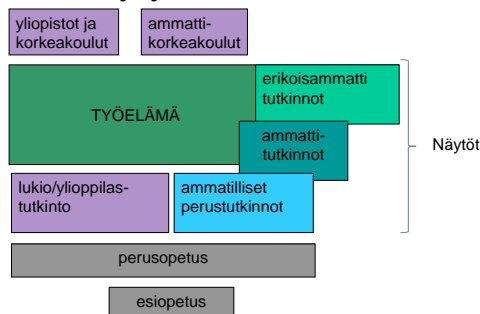 yliopistot ja
korkeakoulut
ammatti-
korkeakoulut
erikoisammatti
tutkinnot
TYÖELÄMÄ
ammatti-
tutkinnot
Näytöt
lukio/ylioppilas-
tutkinto
ammatilliset
perustutkinnot
perusopetus
esiopetus